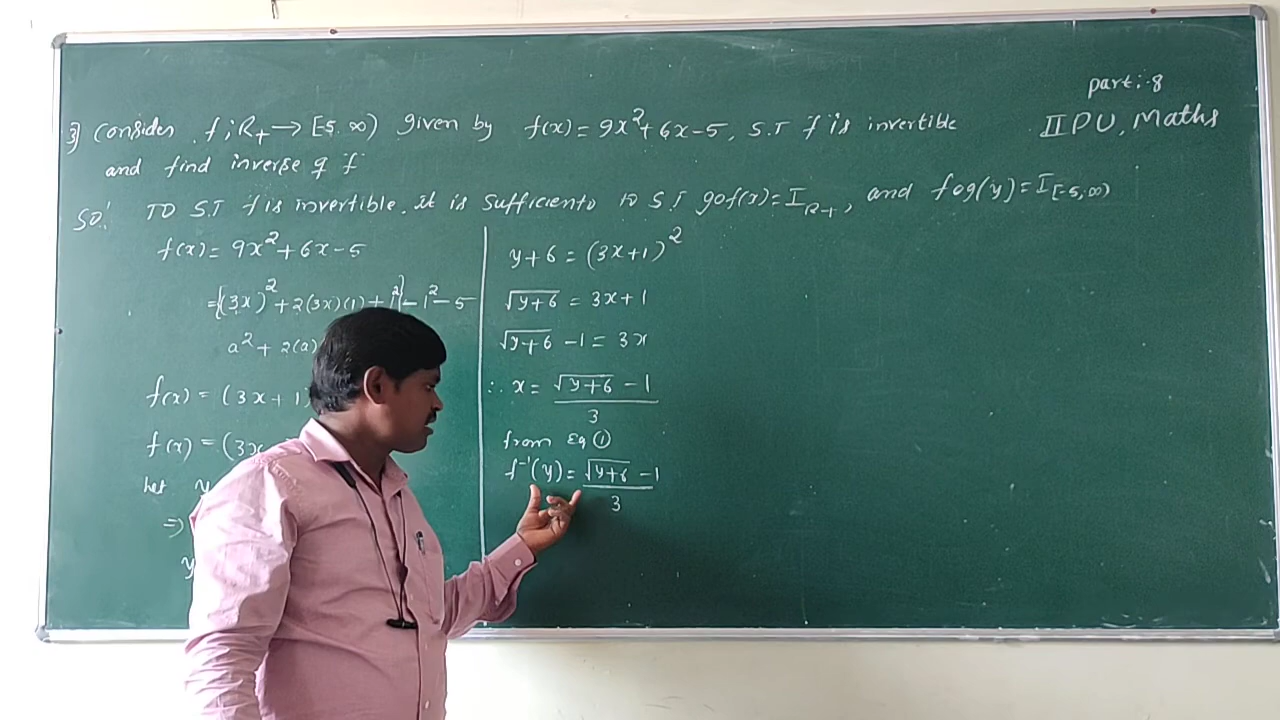 part:-8
II PU, Maths
3) Consider f: R+ → [-5, ∞) given by f(x) = 9x²+6x-5, S.T f is invertible
and find inverse of f
Sol: TO S.T f is invertible, it is sufficiento to S.T gof(x)=I_R+, and fog(y)=I[-5,∞)
f(x) = 9x²+6x-5
={(3x)²+2(3x)(1)+1²}-1²-5
a²+2(a)
f(x) = (3x+1)
f(x) = (3x
let y
⇒
y
y+6 = (3x+1)²
√y+6 = 3x+1
√y+6 -1 = 3x
∴ x = √y+6 -1
3
from Eq ①
f⁻¹(y) = √y+6 -1
3